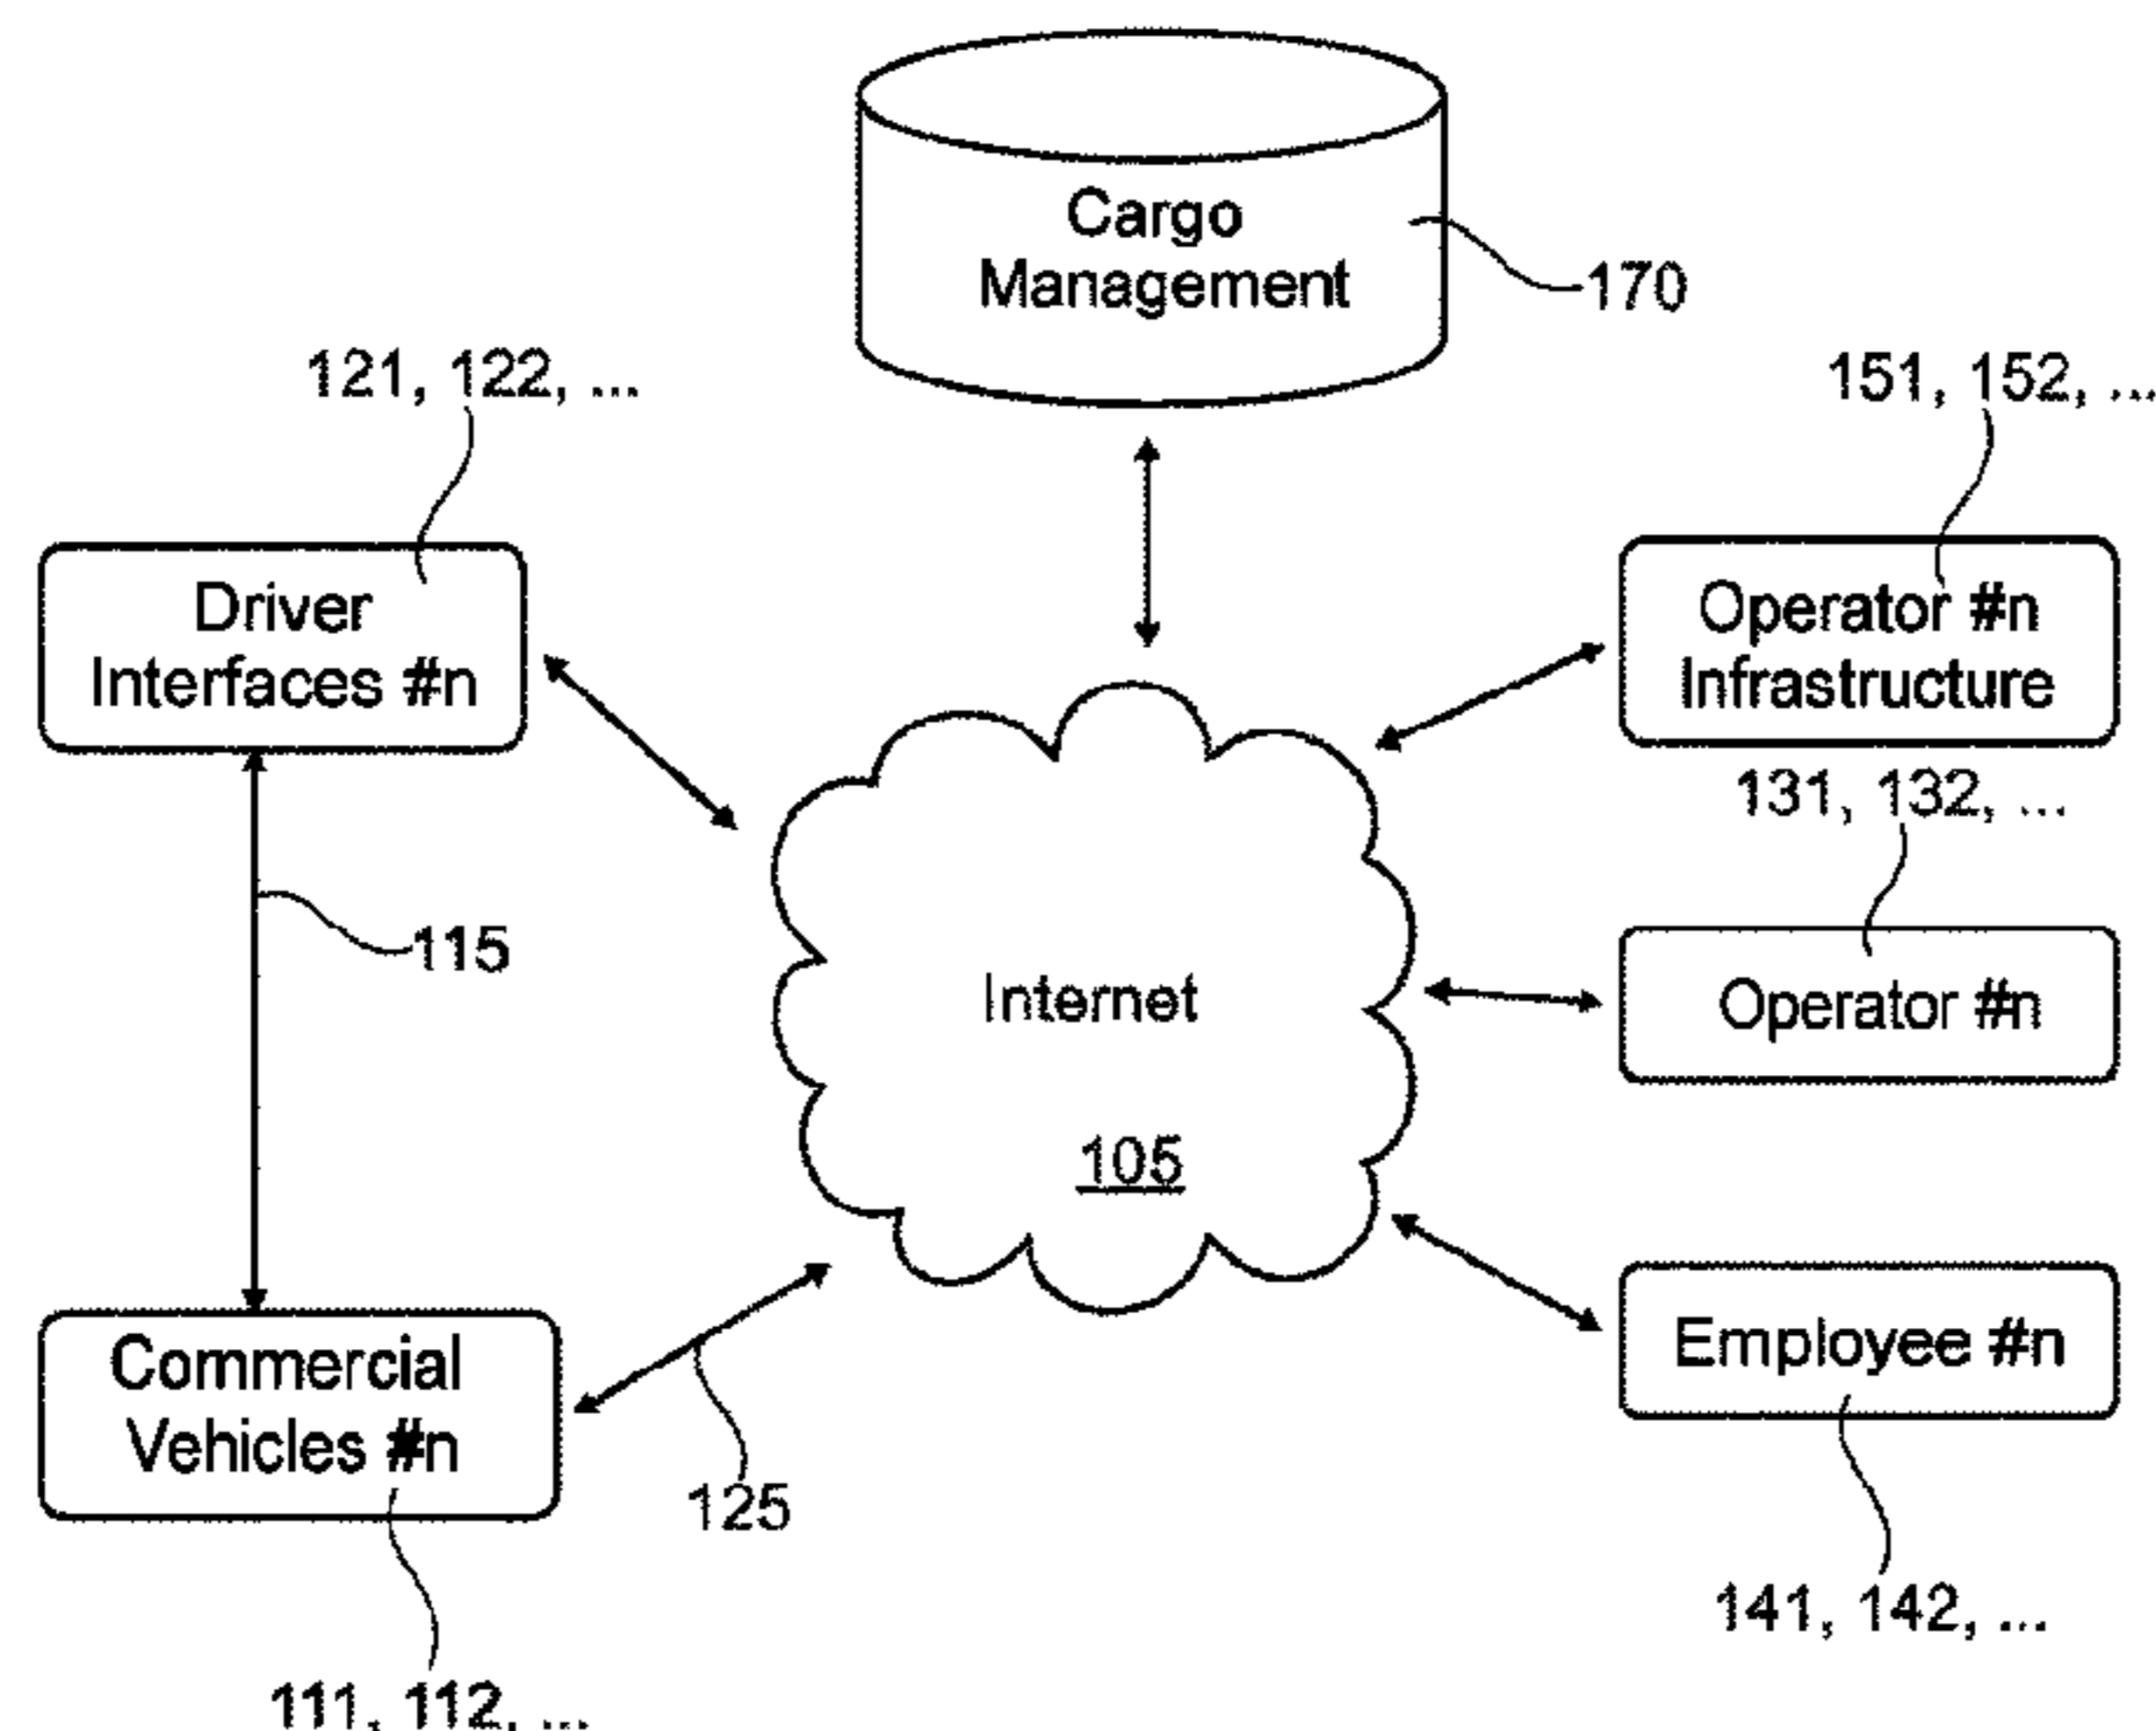 Cargo
Management
170
121, 122, ...
151, 152, ...
Driver
Interfaces #n
Operator #n
Infrastructure
131, 132, ...
115
Internet
Operator #n
105
Employee #n
Commercial
Vehicles #n
125
141, 142, ...
111, 112, ...